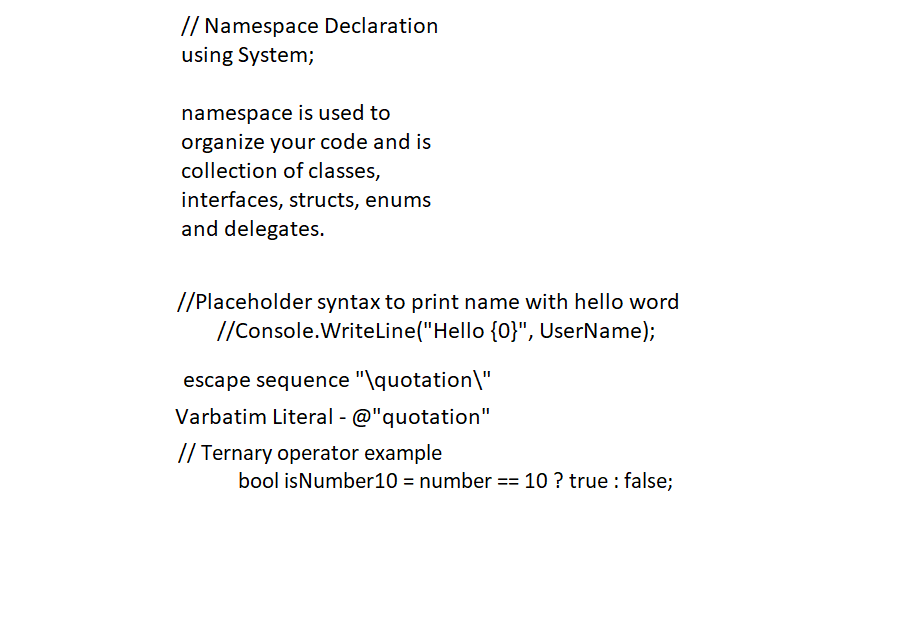 // Namespace Declaration
using System;
namespace is used to
organize your code and is
collection of classes,
interfaces, structs, enums
and delegates.
//Placeholder syntax to print name with hello word
//Console.WriteLine("Hello {0}", UserName);
escape sequence "\quotation\"
Varbatim Literal - @"quotation"
// Ternary operator example
bool isNumber10 = number == 10 ? true : false;